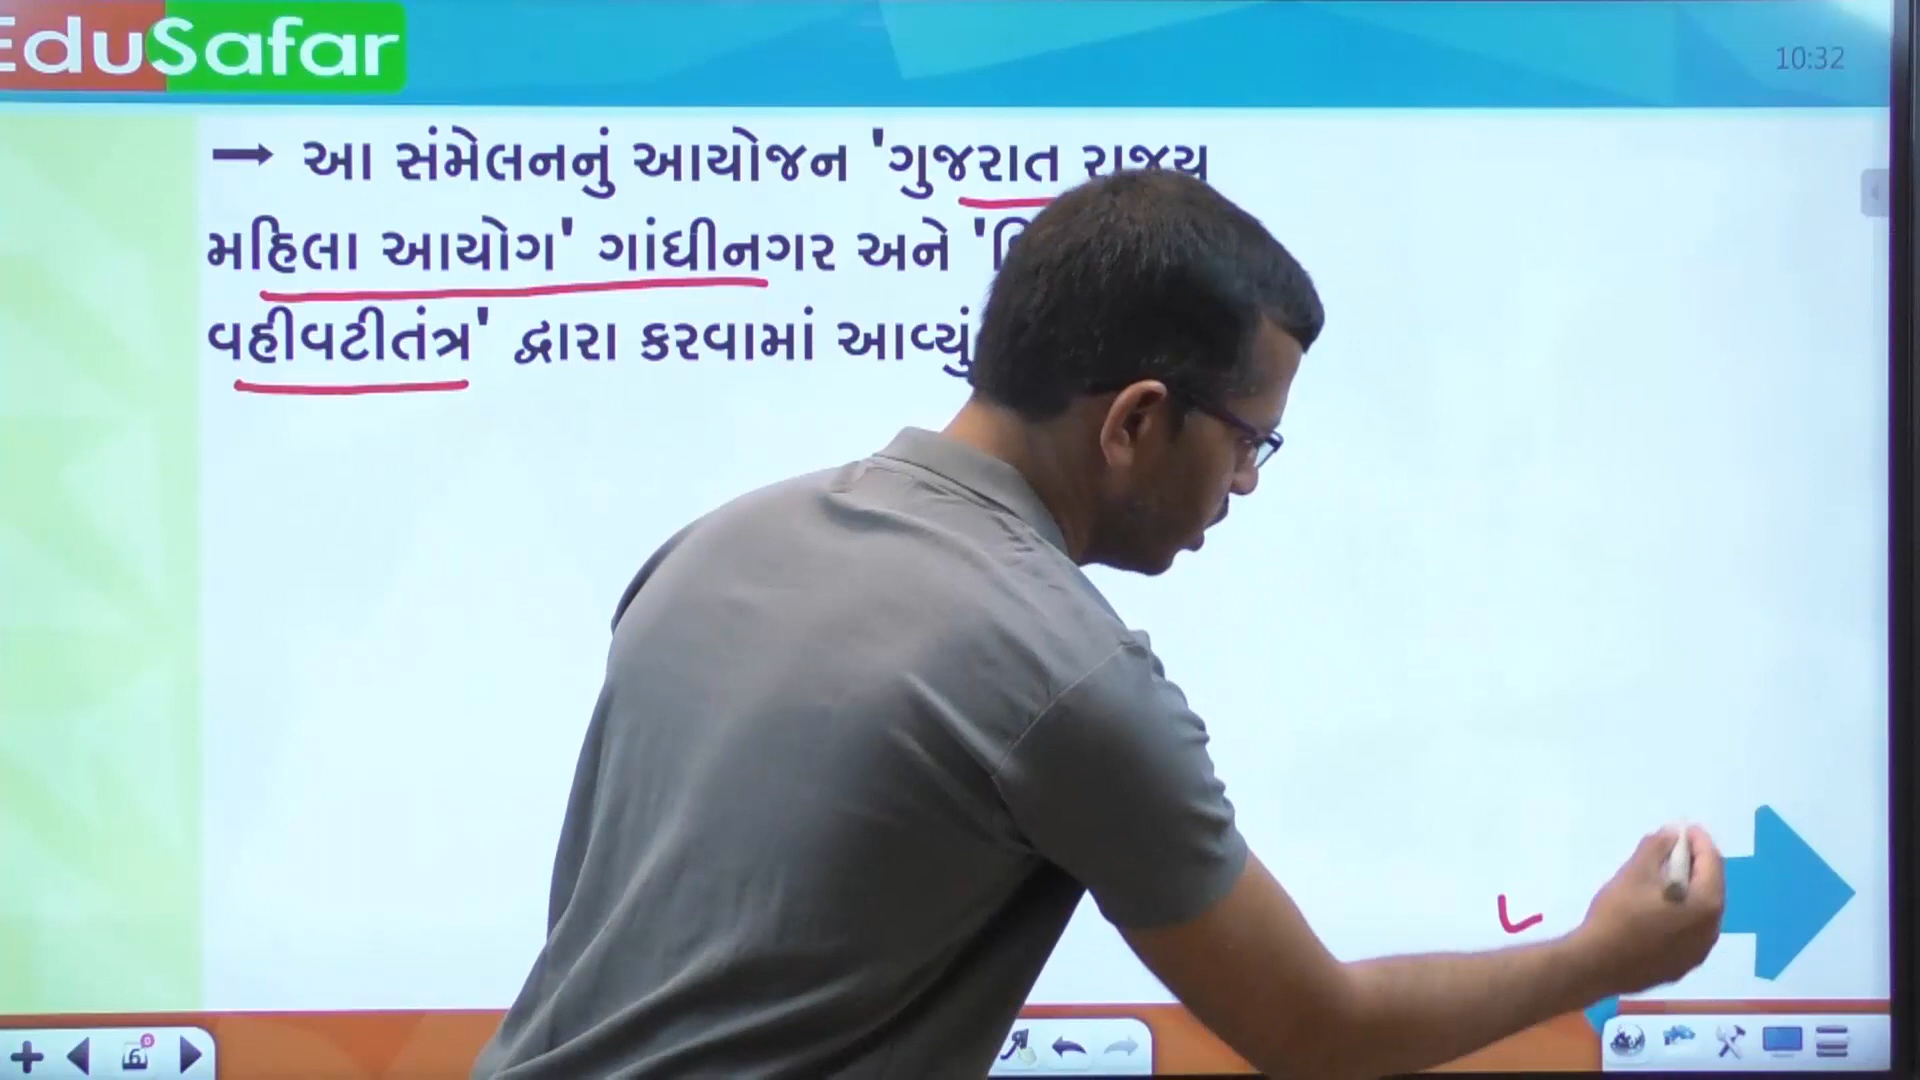 EduSafar
10:32
→ આ સંમેલનનું આયોજન 'ગુજરાત રાજ્ય
મહિલા આયોગ' ગાંધીનગર અને
વહીવટીતંત્ર' દ્વારા કરવામાં આવ્યું